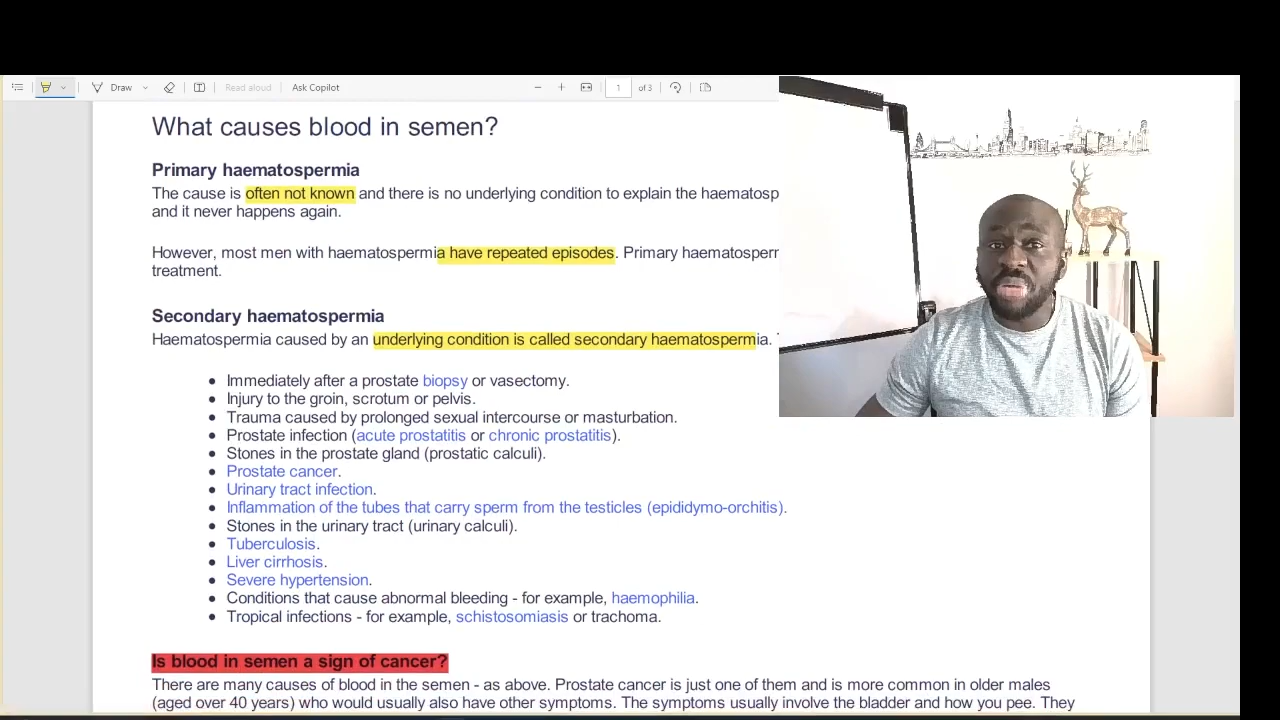 Draw
Read aloud
Ask Copilot
1
of 3
What causes blood in semen?
Primary haematospermia
The cause is often not known and there is no underlying condition to explain the haematosp
and it never happens again.
However, most men with haematospermia have repeated episodes. Primary haematosperm
treatment.
Secondary haematospermia
Haematospermia caused by an underlying condition is called secondary haematospermia.
Immediately after a prostate biopsy or vasectomy.
Injury to the groin, scrotum or pelvis.
Trauma caused by prolonged sexual intercourse or masturbation.
Prostate infection (acute prostatitis or chronic prostatitis).
Stones in the prostate gland (prostatic calculi).
Prostate cancer.
Urinary tract infection.
Inflammation of the tubes that carry sperm from the testicles (epididymo-orchitis).
Stones in the urinary tract (urinary calculi).
Tuberculosis.
Liver cirrhosis.
Severe hypertension.
Conditions that cause abnormal bleeding - for example, haemophilia.
Tropical infections - for example, schistosomiasis or trachoma.
Is blood in semen a sign of cancer?
There are many causes of blood in the semen - as above. Prostate cancer is just one of them and is more common in older males
(aged over 40 years) who would usually also have other symptoms. The symptoms usually involve the bladder and how you pee. They